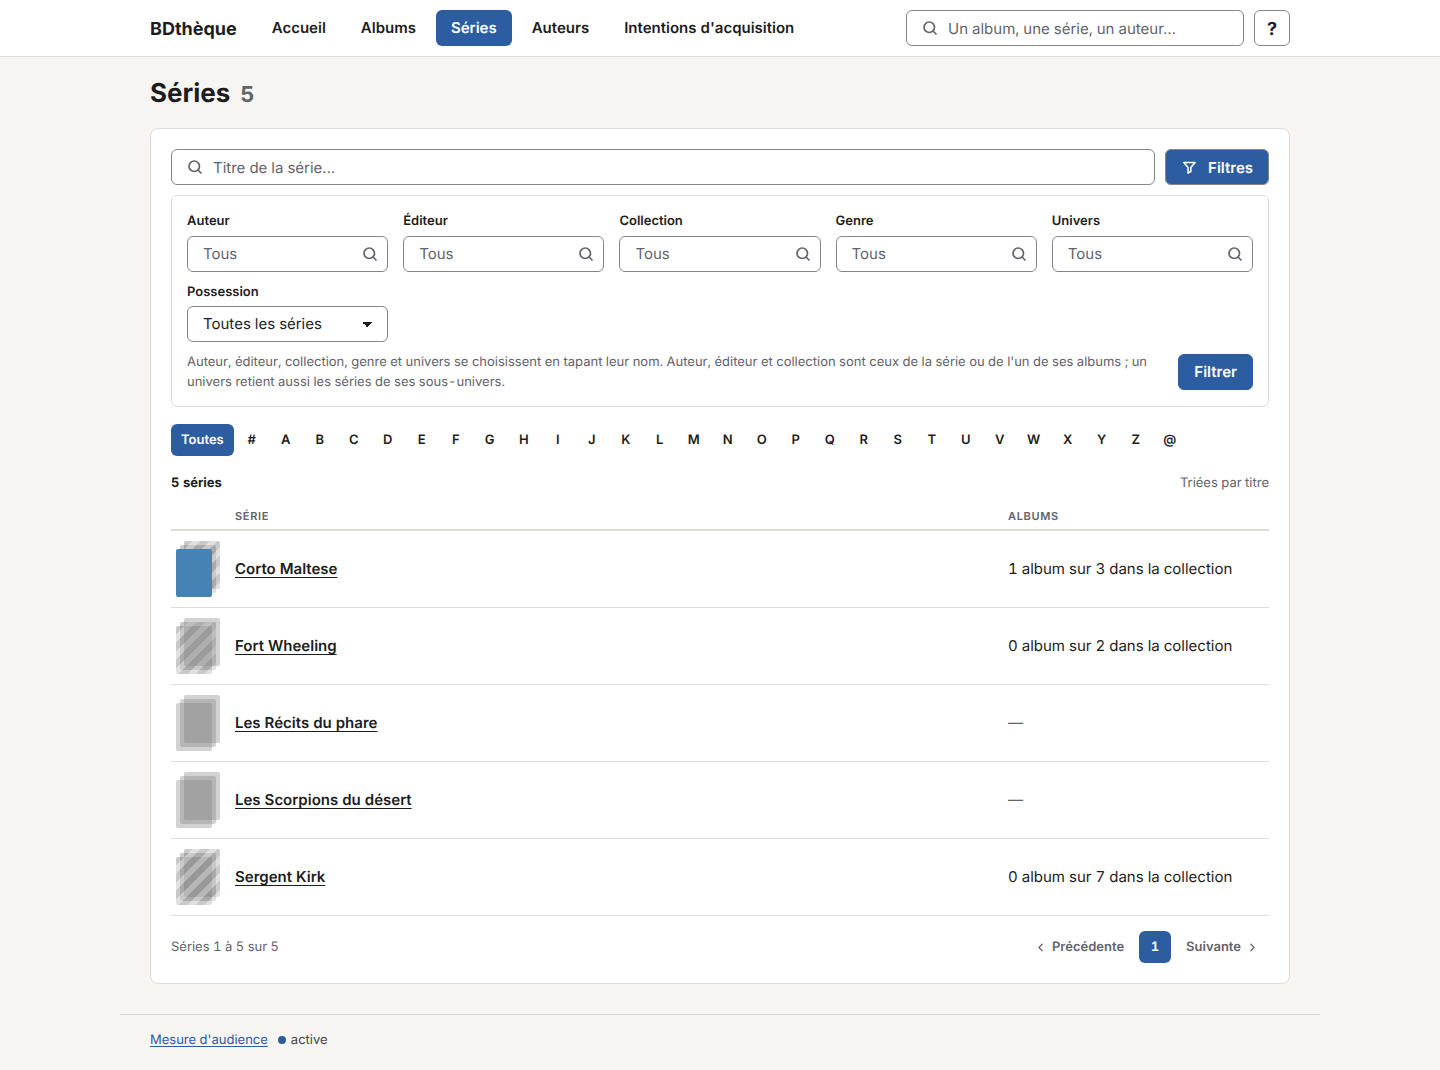 BDthèque Accueil Albums Séries Auteurs Intentions d'acquisition Un album, une série, un auteur... ?
Séries 5
Titre de la série... Filtres
Auteur Éditeur Collection Genre Univers
Tous Tous Tous Tous Tous
Possession
Toutes les séries
Auteur, éditeur, collection, genre et univers se choisissent en tapant leur nom. Auteur, éditeur et collection sont ceux de la série ou de l'un de ses albums ; un
univers retient aussi les séries de ses sous-univers.
Filtrer
Toutes # A B C D E F G H I J K L M N O P Q R S T U V W X Y Z @
5 séries Triées par titre
SÉRIE ALBUMS
Corto Maltese 1 album sur 3 dans la collection
Fort Wheeling 0 album sur 2 dans la collection
Les Récits du phare —
Les Scorpions du désert —
Sergent Kirk 0 album sur 7 dans la collection
Séries 1 à 5 sur 5 Précédente 1 Suivante
Mesure d'audience active